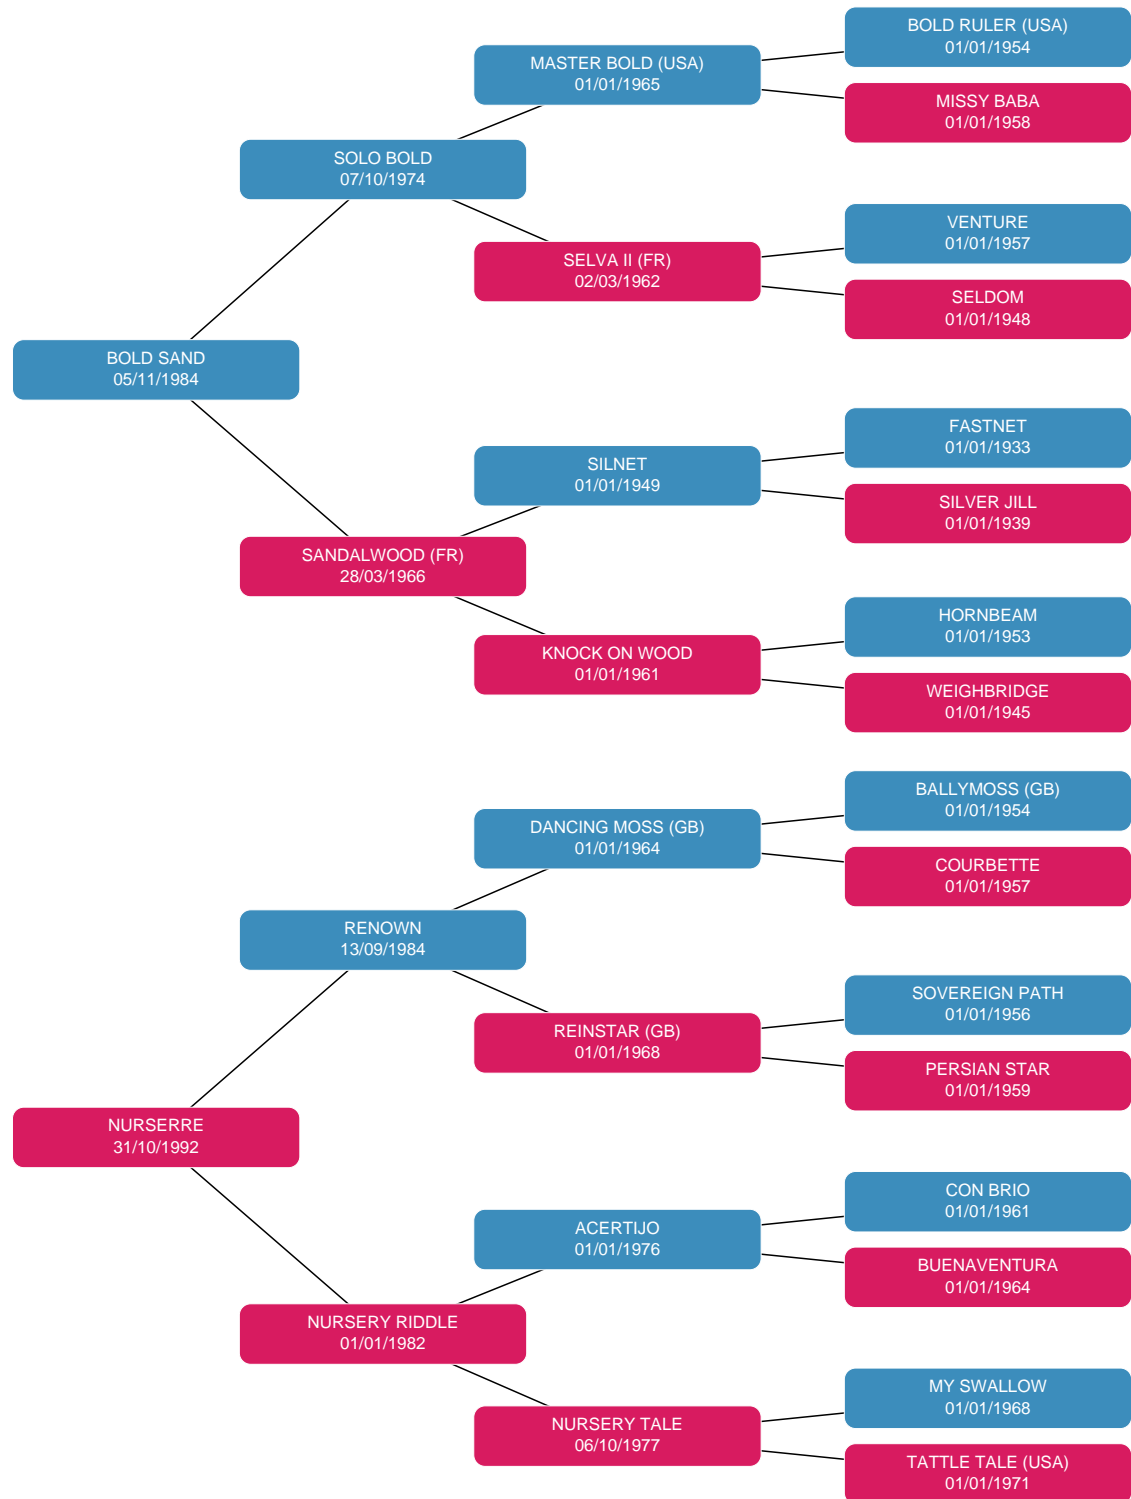 BOLD RULER (USA)
01/01/1954
MASTER BOLD (USA)
01/01/1965
MISSY BABA
01/01/1958
SOLO BOLD
07/10/1974
VENTURE
01/01/1957
SELVA II (FR)
02/03/1962
SELDOM
01/01/1948
BOLD SAND
05/11/1984
FASTNET
01/01/1933
SILNET
01/01/1949
SILVER JILL
01/01/1939
SANDALWOOD (FR)
28/03/1966
HORNBEAM
01/01/1953
KNOCK ON WOOD
01/01/1961
WEIGHBRIDGE
01/01/1945
BALLYMOSS (GB)
01/01/1954
DANCING MOSS (GB)
01/01/1964
COURBETTE
01/01/1957
RENOWN
13/09/1984
SOVEREIGN PATH
01/01/1956
REINSTAR (GB)
01/01/1968
PERSIAN STAR
01/01/1959
NURSERRE
31/10/1992
CON BRIO
01/01/1961
ACERTIJO
01/01/1976
BUENAVENTURA
01/01/1964
NURSERY RIDDLE
01/01/1982
MY SWALLOW
01/01/1968
NURSERY TALE
06/10/1977
TATTLE TALE (USA)
01/01/1971